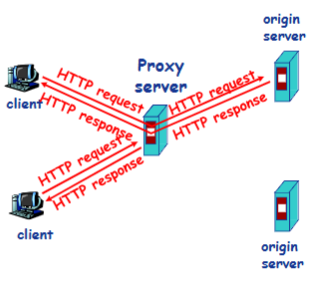 origin
server
Proxy
server
client
HTTP request
HTTP response
HTTP request
HTTP response
HTTP request
HTTP response
client
origin
server